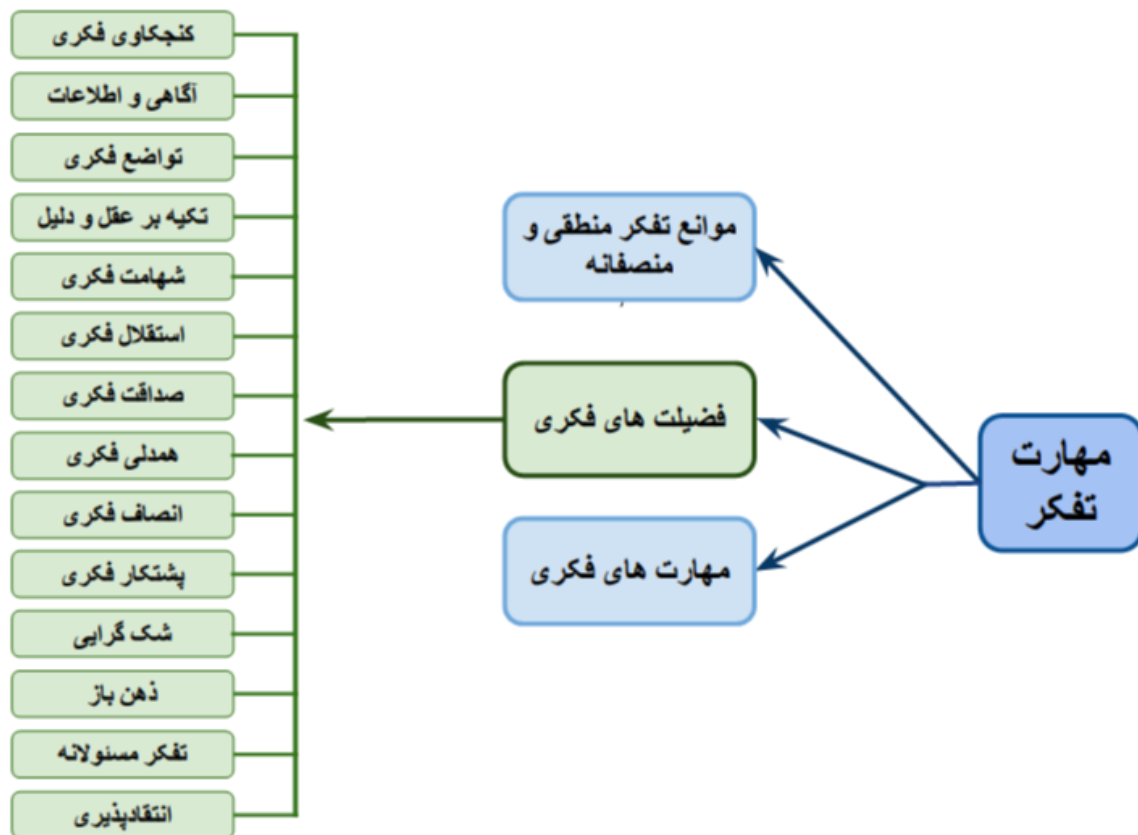 مهارت
تفکر
موانع تفکر منطقی و
منصفانه
فضیلت های فکری
مهارت های فکری
کنجکاوی فکری
آگاهی و اطلاعات
تواضع فکری
تکیه بر عقل و دلیل
شهامت فکری
استقلال فکری
صداقت فکری
همدلی فکری
انصاف فکری
پشتکار فکری
شک گرایی
ذهن باز
تفکر مسئولانه
انتقادپذیری